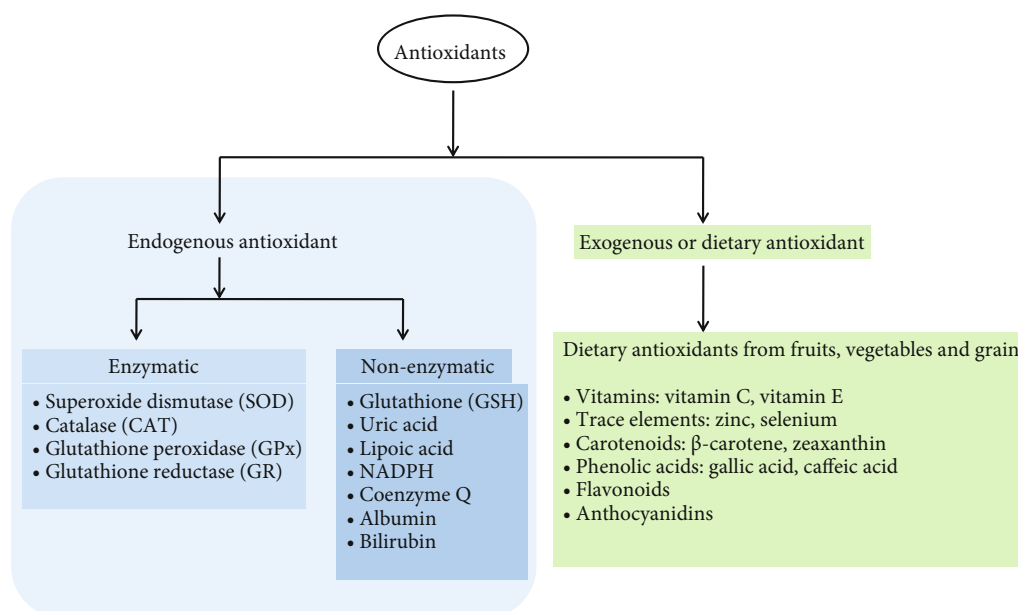 Antioxidants
Endogenous antioxidant
Exogenous or dietary antioxidant
Enzymatic
• Superoxide dismutase (SOD)
• Catalase (CAT)
• Glutathione peroxidase (GPx)
• Glutathione reductase (GR)
Non-enzymatic
• Glutathione (GSH)
• Uric acid
• Lipoic acid
• NADPH
• Coenzyme Q
• Albumin
• Bilirubin
Dietary antioxidants from fruits, vegetables and grain
• Vitamins: vitamin C, vitamin E
• Trace elements: zinc, selenium
• Carotenoids: β-carotene, zeaxanthin
• Phenolic acids: gallic acid, caffeic acid
• Flavonoids
• Anthocyanidins